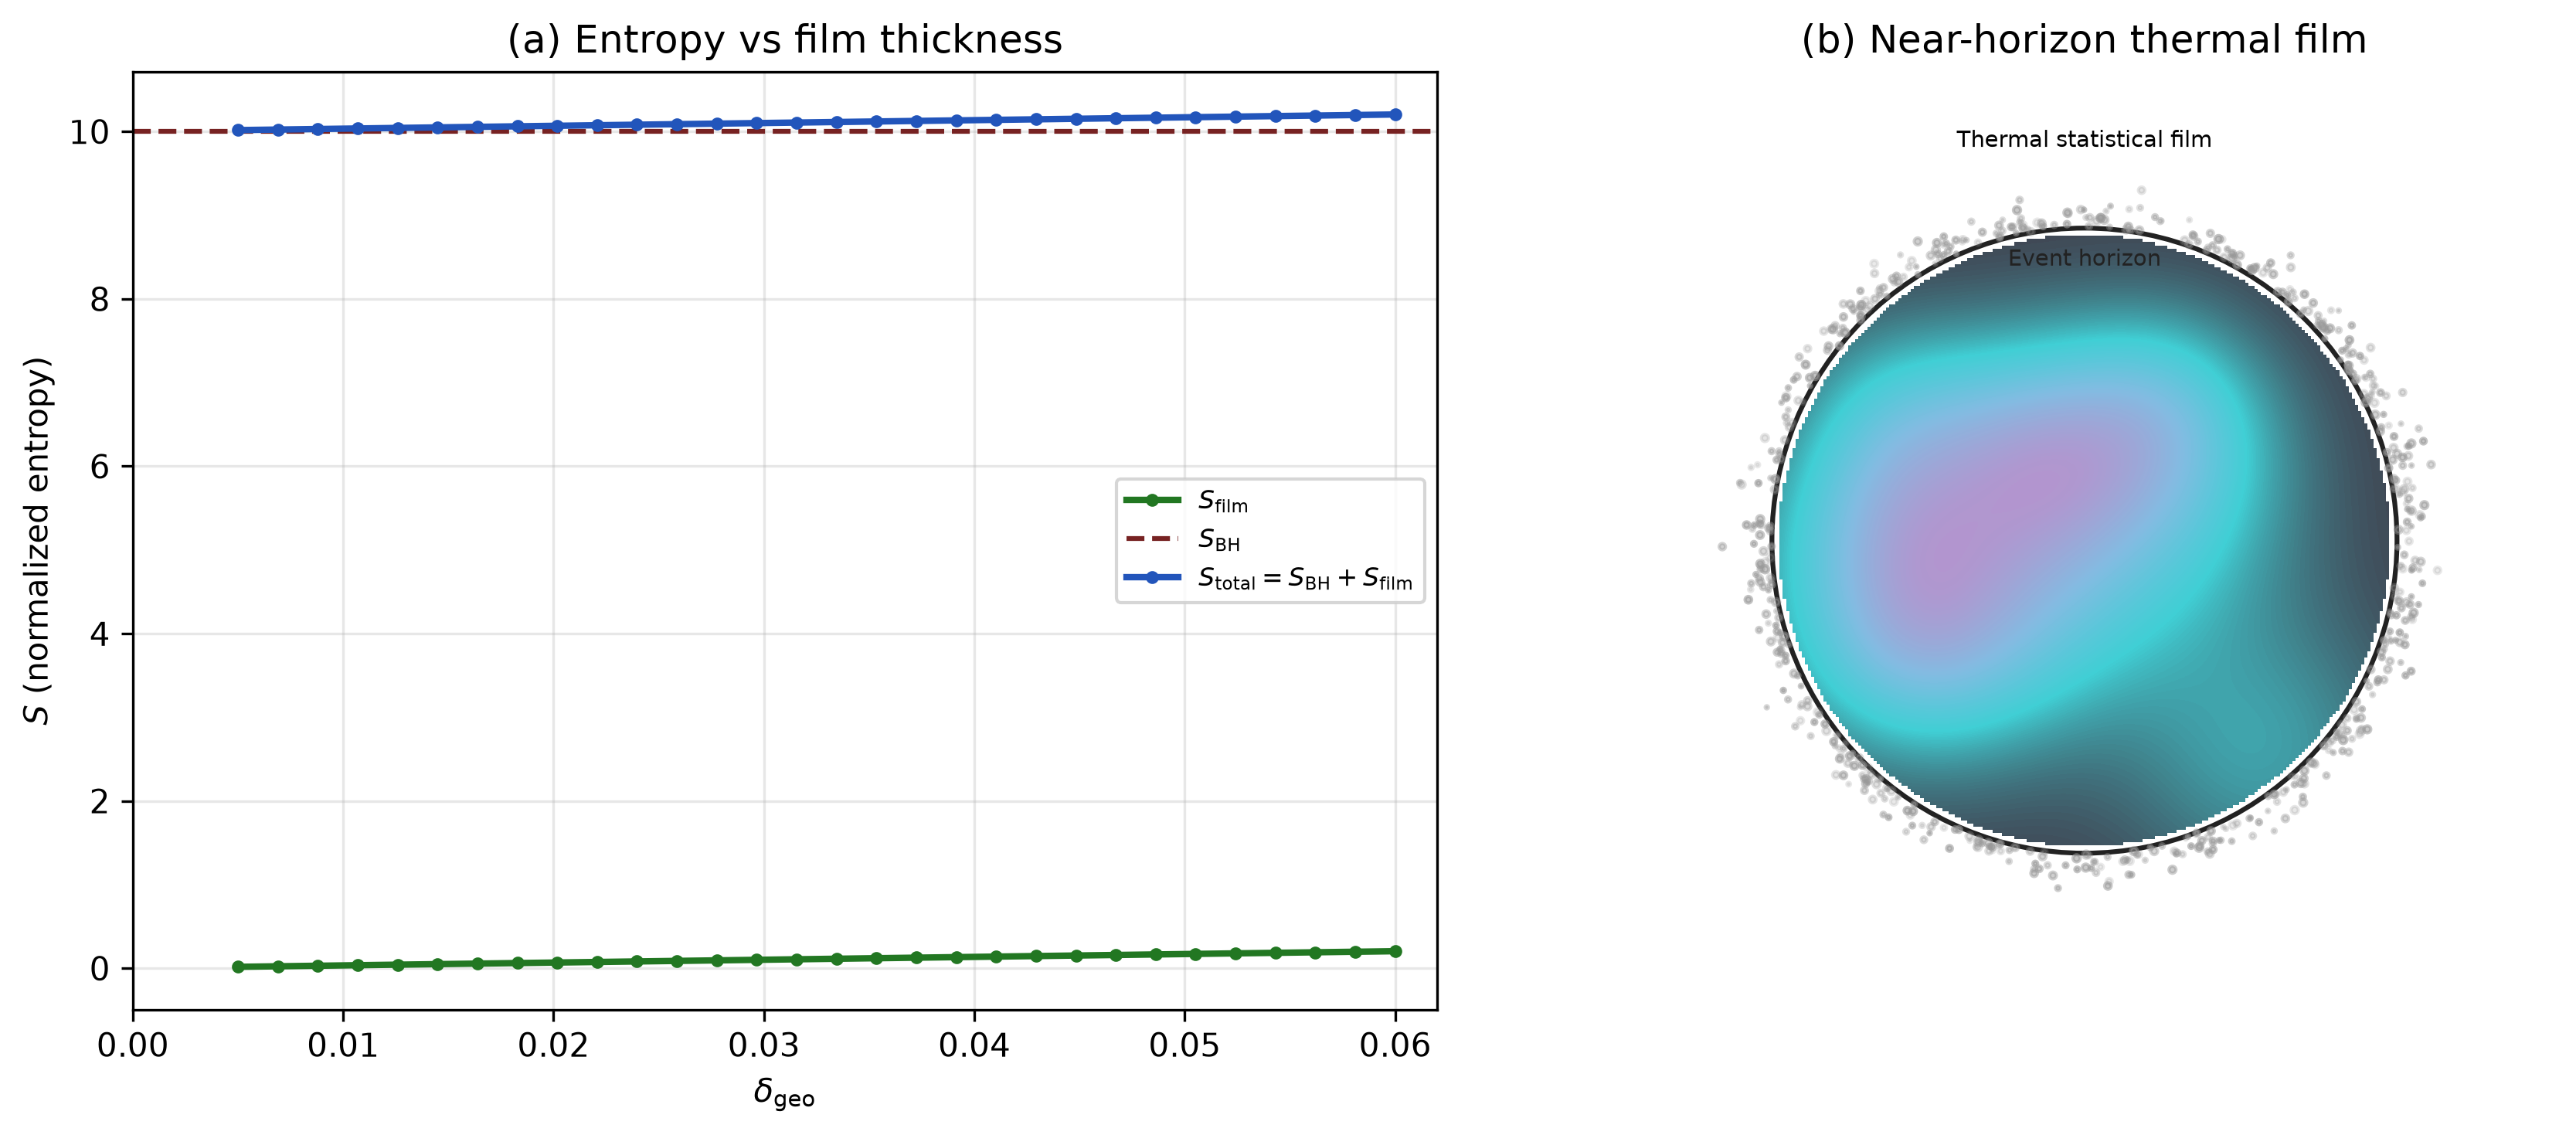 (a) Entropy vs film thickness
S (normalized entropy)
10
8
6
4
2
0
S_film
S_BH
S_total = S_BH + S_film
0.00 0.01 0.02 0.03 0.04 0.05 0.06
δ_geo
(b) Near-horizon thermal film
Thermal statistical film
Event horizon